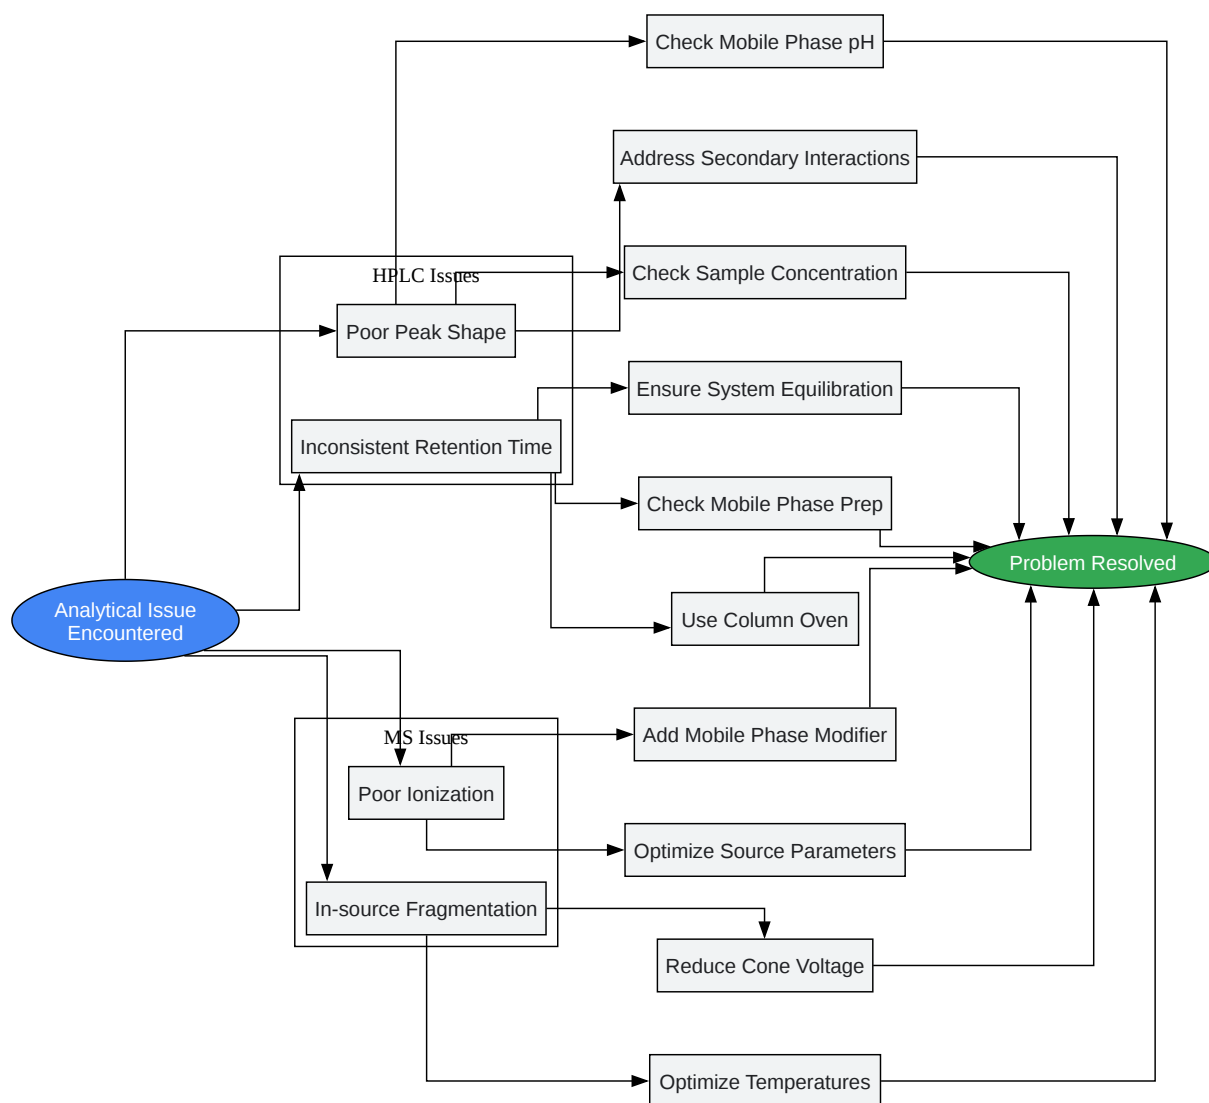 Check Mobile Phase pH
Address Secondary Interactions
HPLC Issues
Check Sample Concentration
Poor Peak Shape
Ensure System Equilibration
Inconsistent Retention Time
Check Mobile Phase Prep
Problem Resolved
Analytical Issue
Encountered
Use Column Oven
MS Issues
Add Mobile Phase Modifier
Poor Ionization
Optimize Source Parameters
In-source Fragmentation
Reduce Cone Voltage
Optimize Temperatures